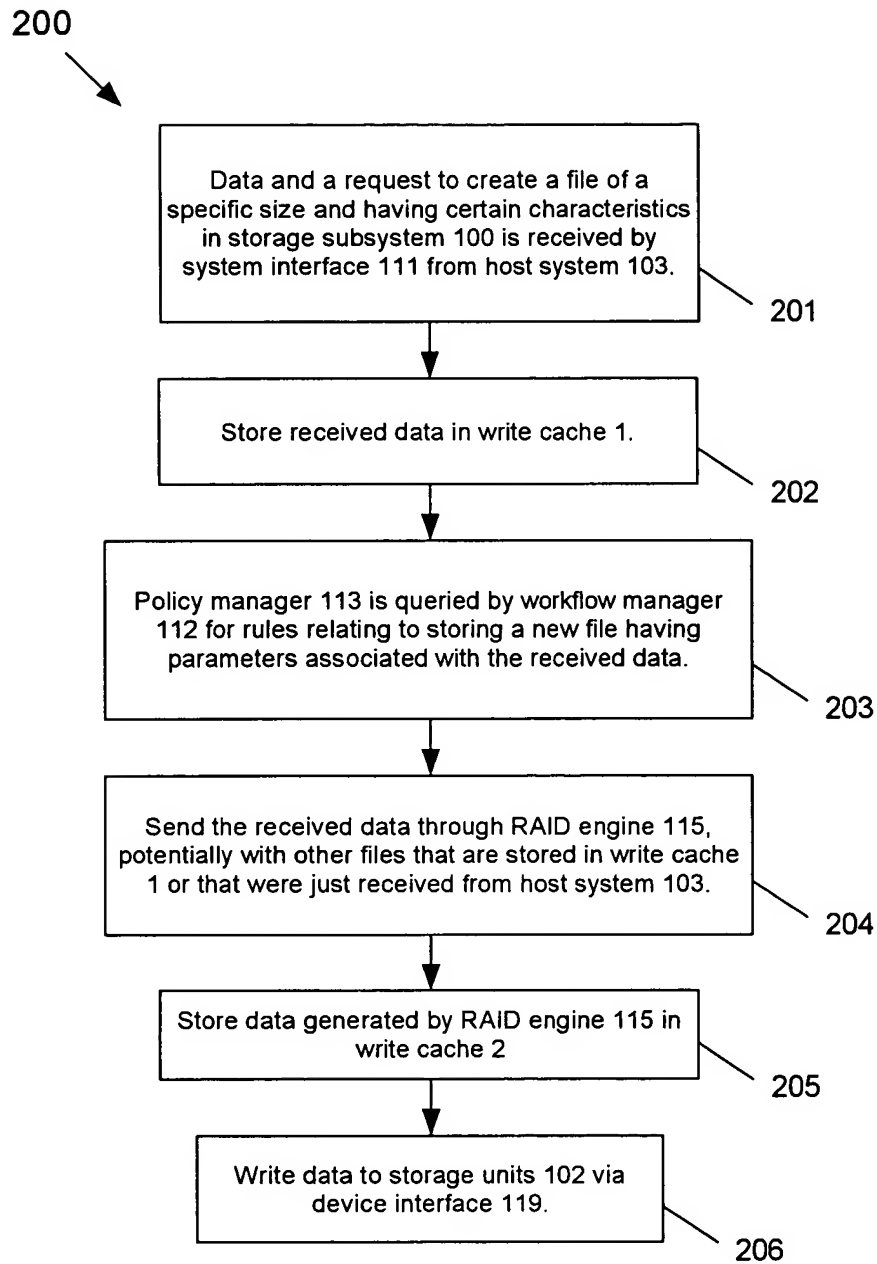 200
Data and a request to create a file of a
specific size and having certain characteristics
in storage subsystem 100 is received by
system interface 111 from host system 103.
201
Store received data in write cache 1.
202
Policy manager 113 is queried by workflow manager
112 for rules relating to storing a new file having
parameters associated with the received data.
203
Send the received data through RAID engine 115,
potentially with other files that are stored in write cache
1 or that were just received from host system 103.
204
Store data generated by RAID engine 115 in
write cache 2
205
Write data to storage units 102 via
device interface 119.
206